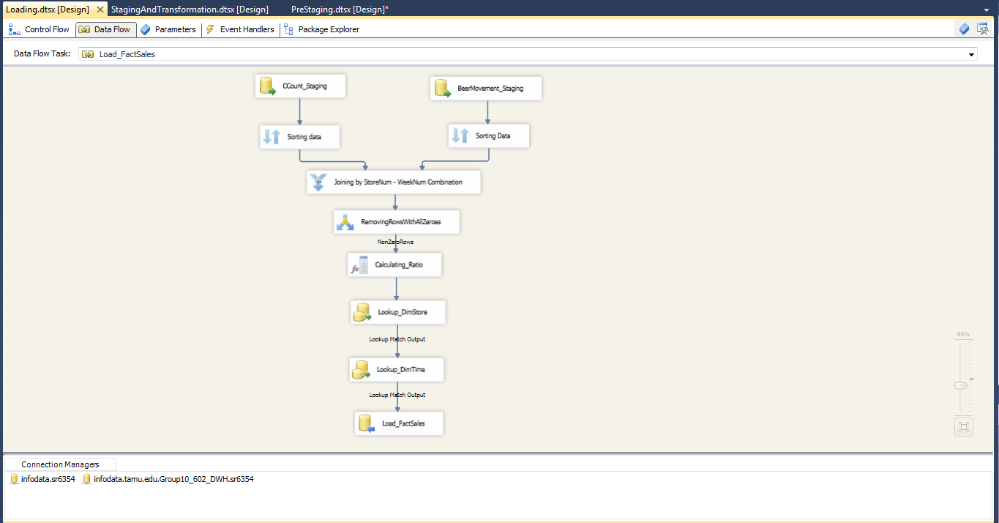 Loading.dtsx [Design] StagingAndTransformation.dtsx [Design] PreStaging.dtsx [Design]*
Control Flow Data Flow Parameters Event Handlers Package Explorer
Data Flow Task: Load_FactSales
CCount_Staging BeerMovement_Staging
Sorting data Sorting Data
Joining by StoreNum - WeekNum Combination
RemovingRowsWithAllZeroes
NonZeroRows
Calculating_Ratio
fx
Lookup_DimStore
80%
Lookup Match Output
Lookup_DimTime
Lookup Match Output
Load_FactSales
Connection Managers
infodata.sr6354 infodata.tamu.edu.Group10_602_DWH.sr6354